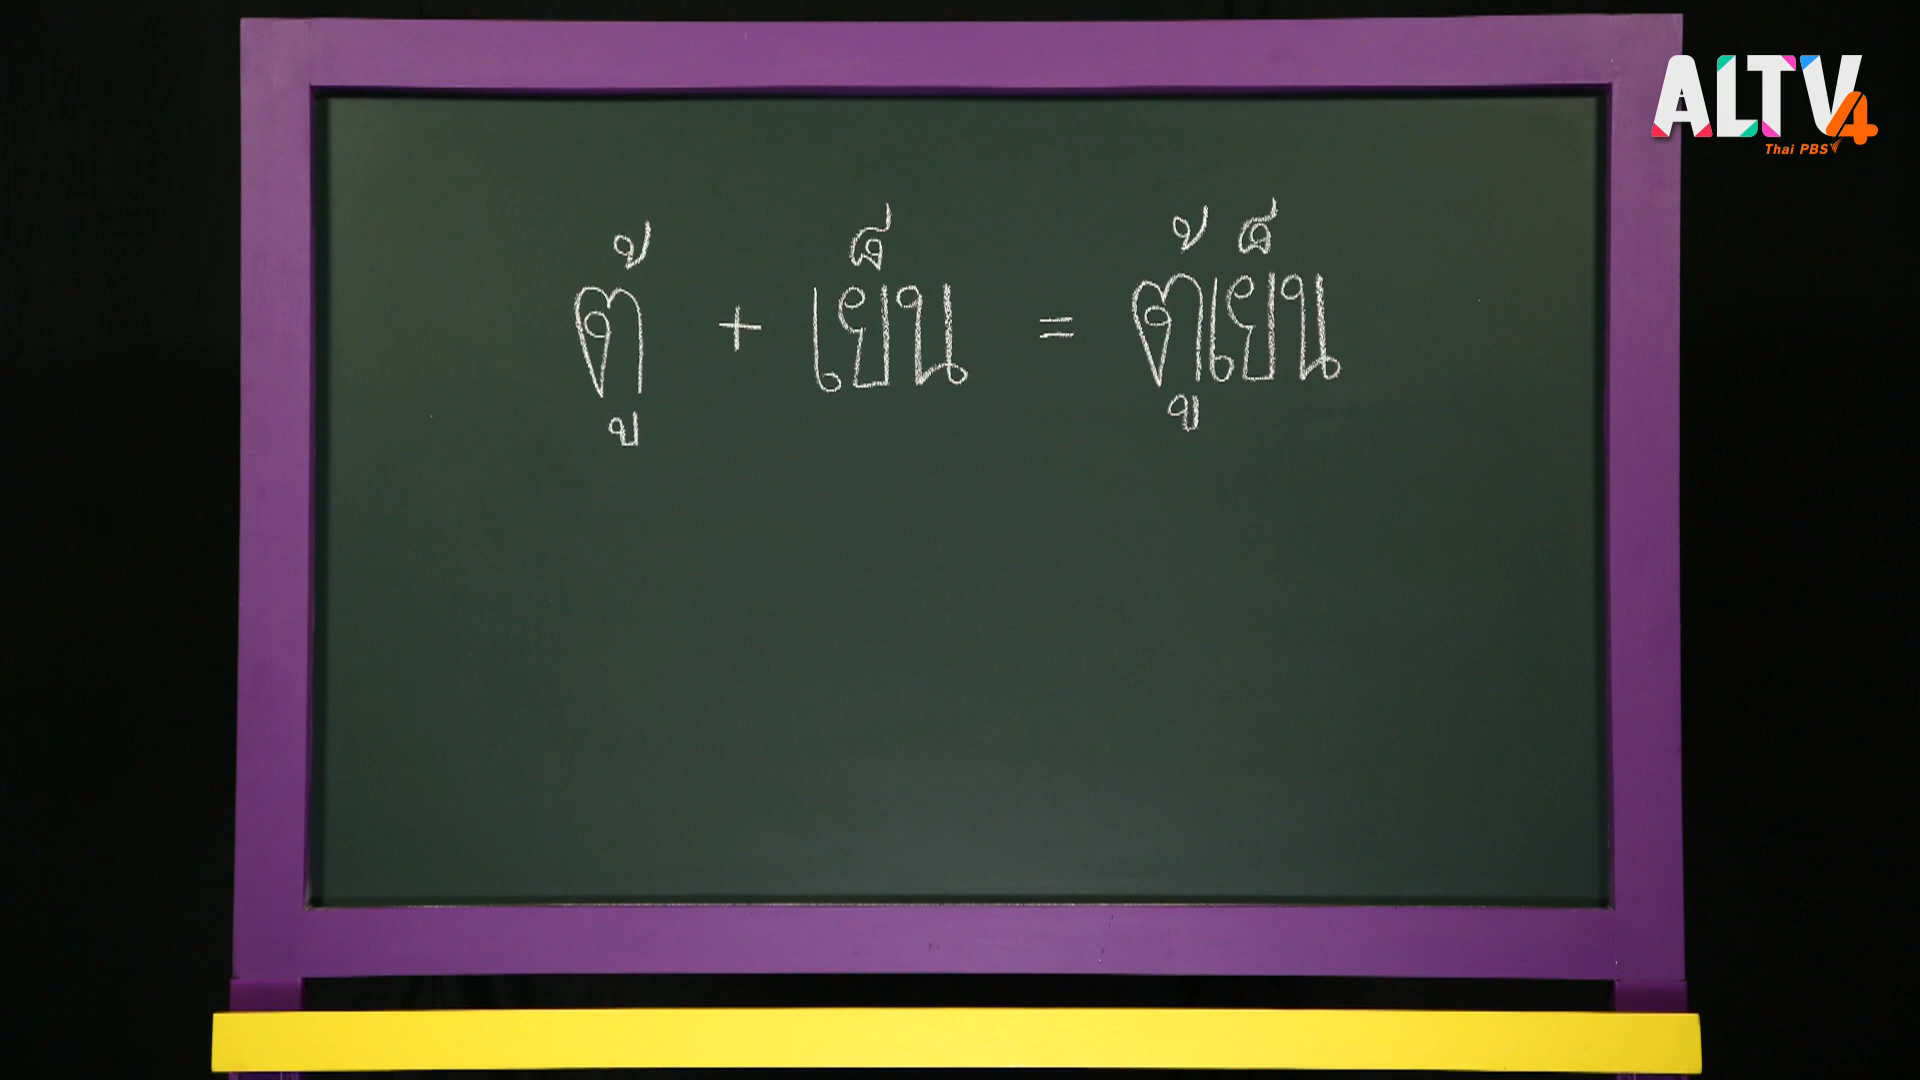 ALTV4
Thai PBS
ตู้ + เย็น = ตู้เย็น